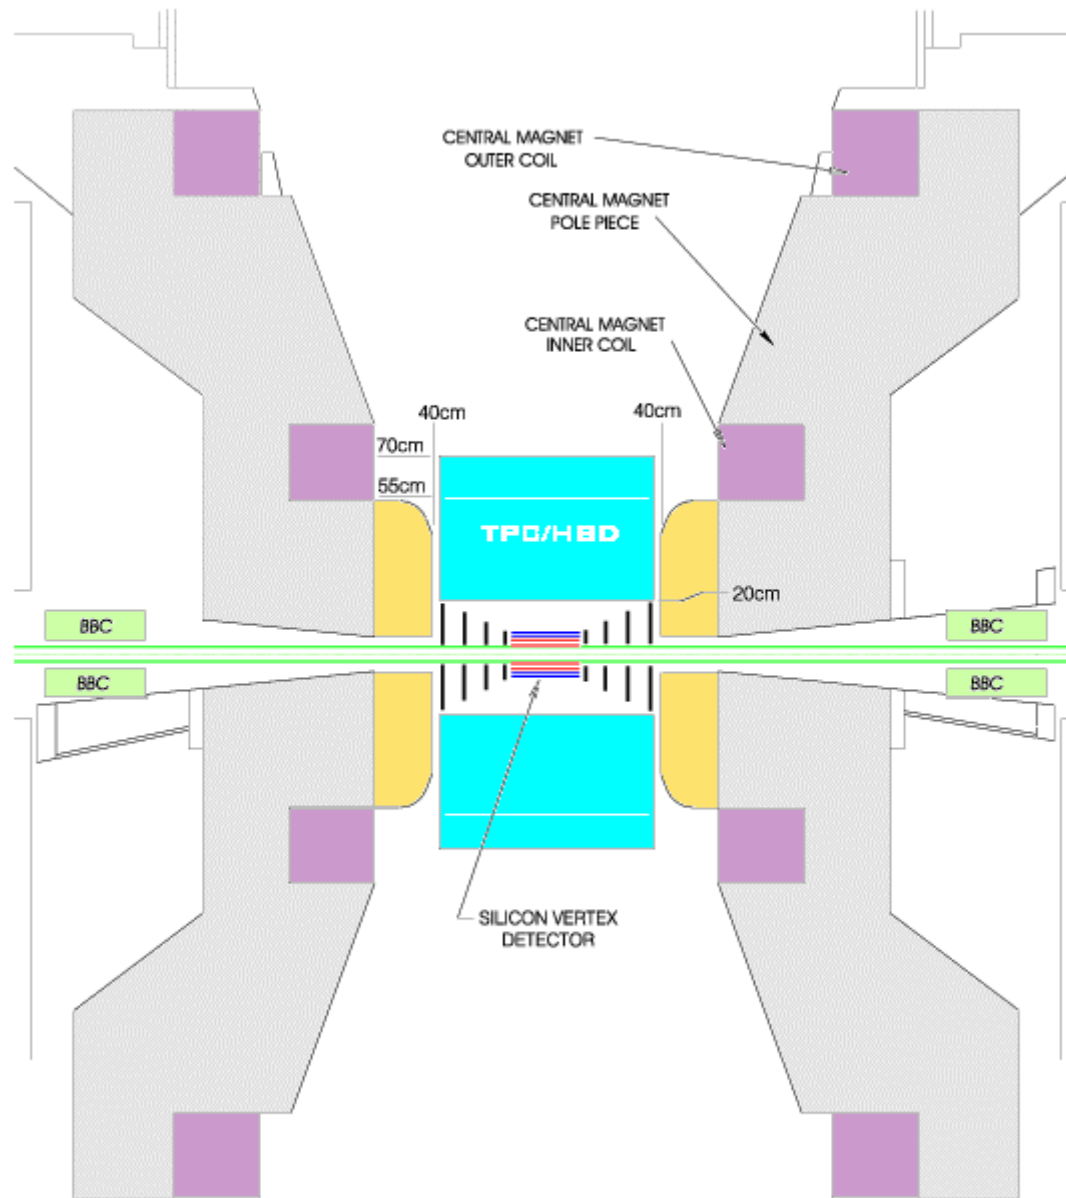 CENTRAL MAGNET
OUTER COIL
CENTRAL MAGNET
POLE PIECE
CENTRAL MAGNET
INNER COIL
40cm
40cm
70cm
55cm
TPC/HBD
20cm
BBC
BBC
BBC
BBC
SILICON VERTEX
DETECTOR